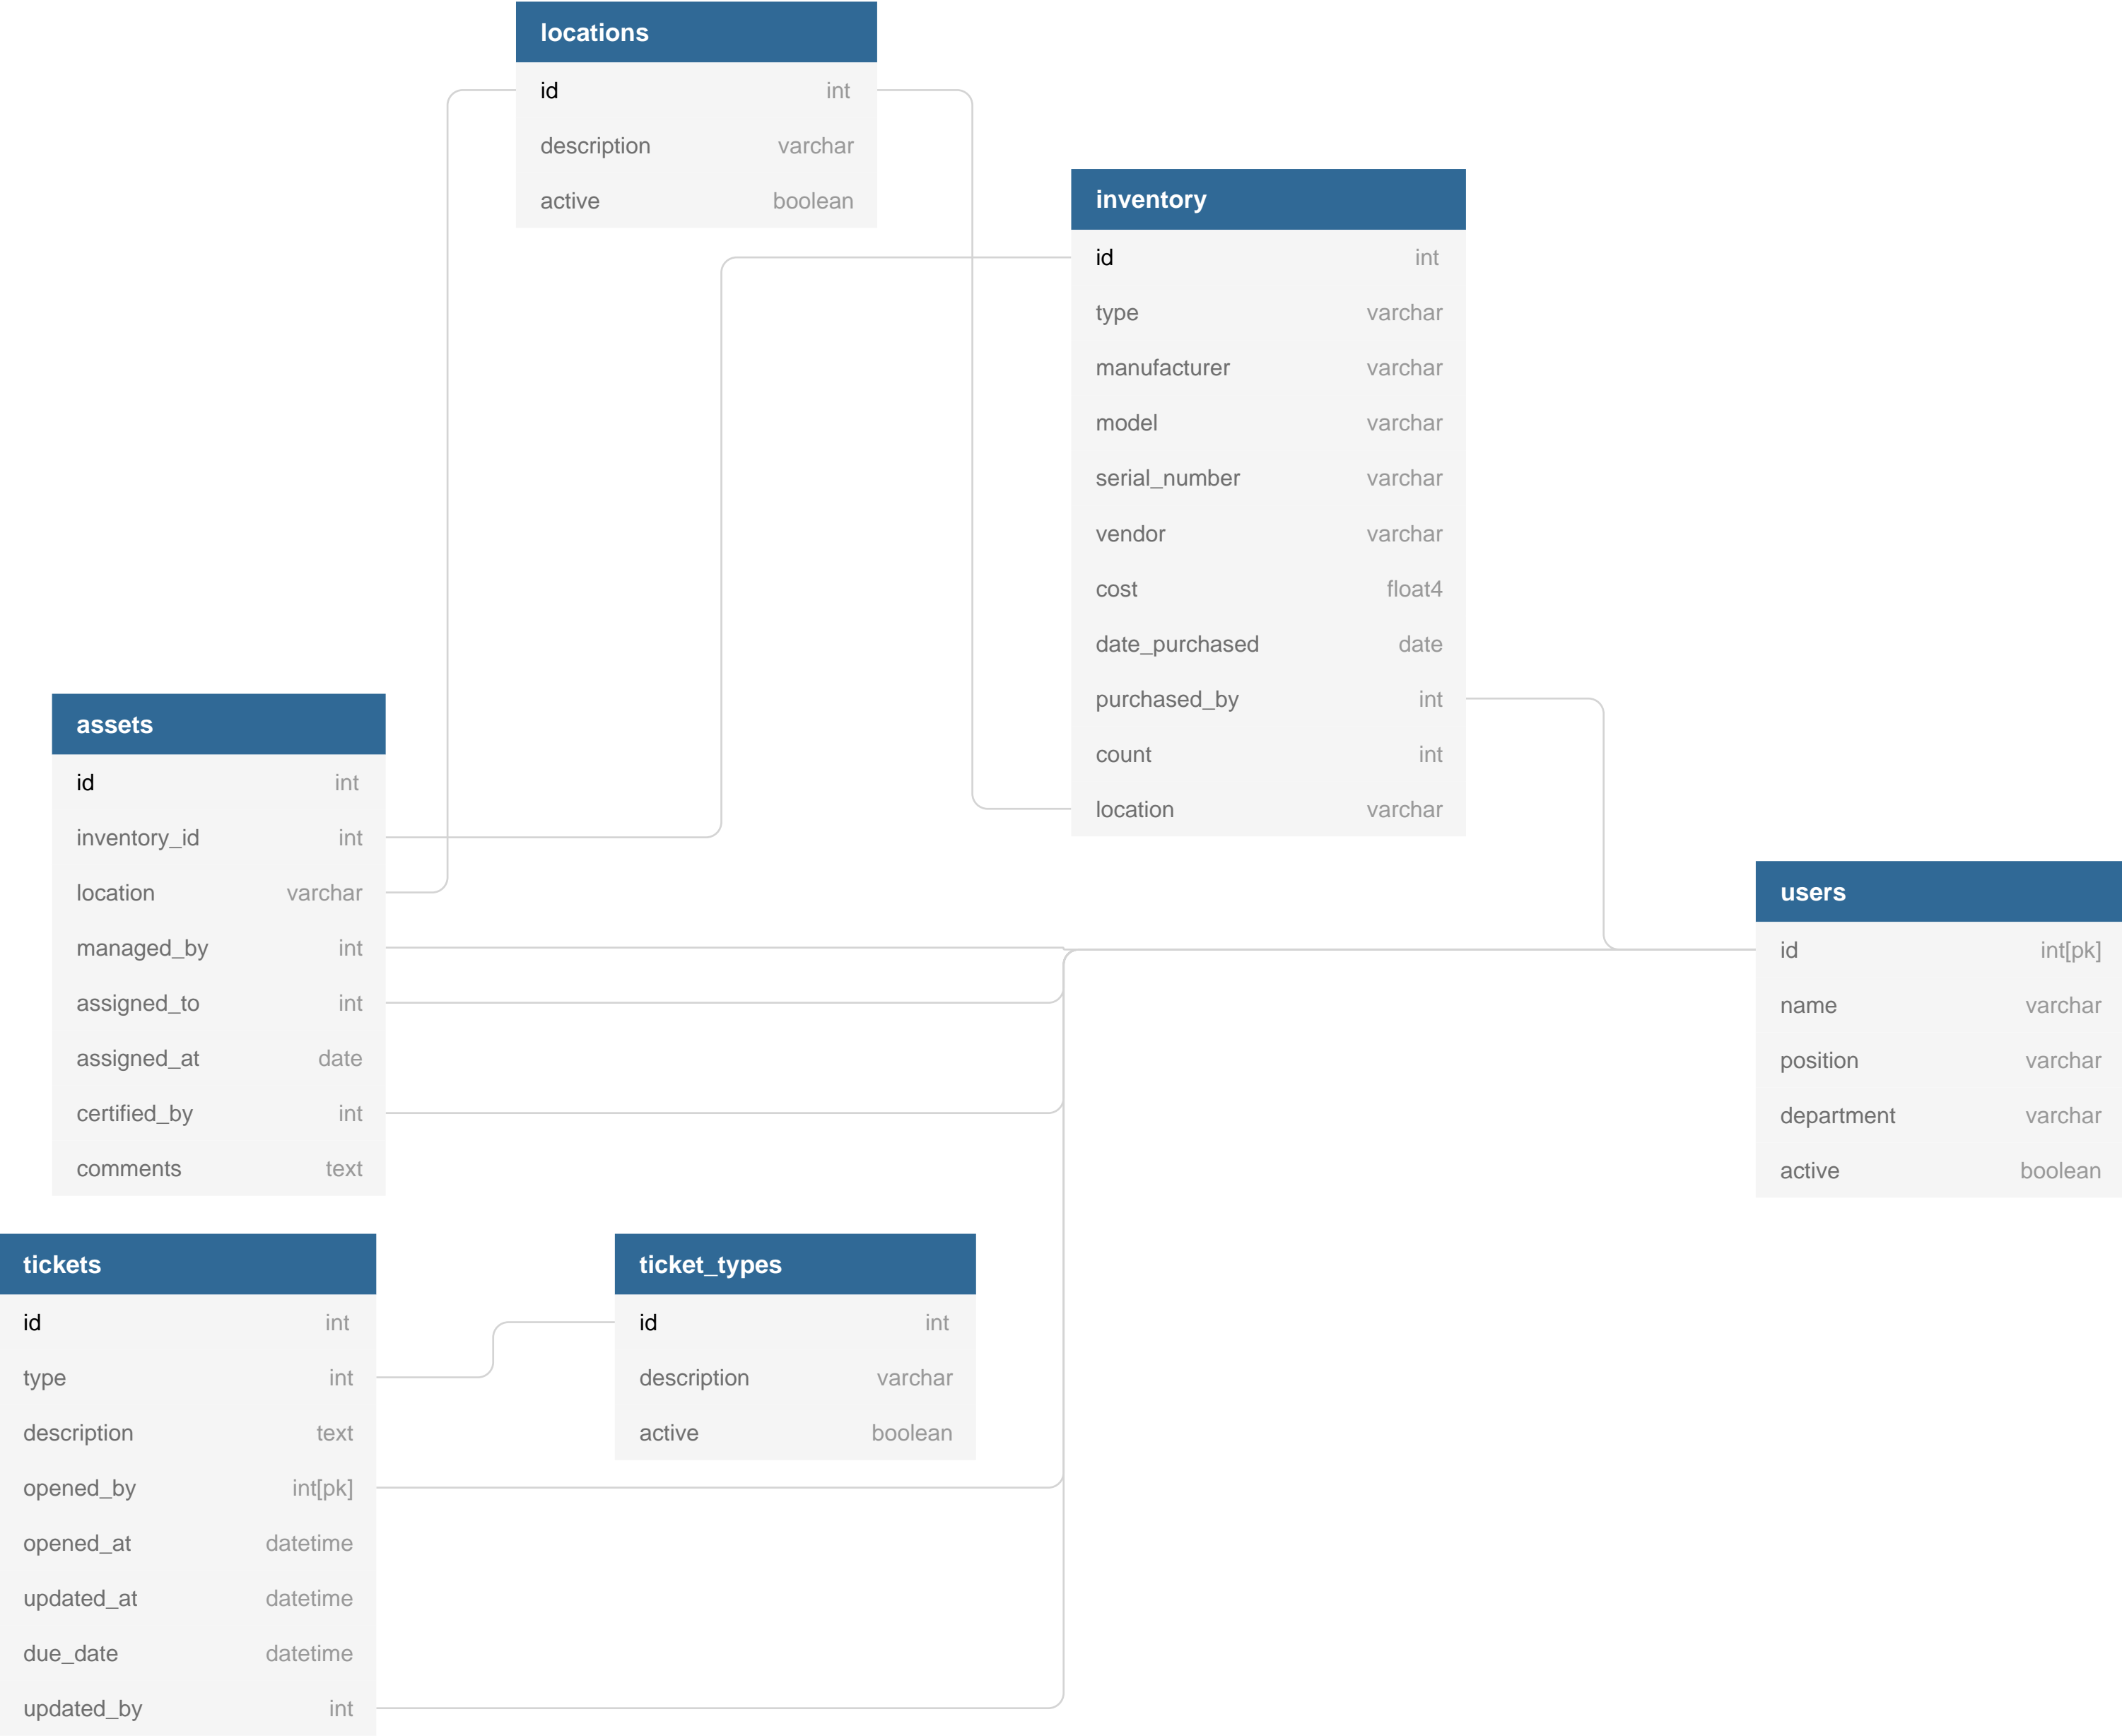 locations
id int
description varchar
active boolean
inventory
id int
type varchar
manufacturer varchar
model varchar
serial_number varchar
vendor varchar
cost float4
date_purchased date
purchased_by int
count int
location varchar
assets
id int
inventory_id int
location varchar
managed_by int
assigned_to int
assigned_at date
certified_by int
comments text
users
id int[pk]
name varchar
position varchar
department varchar
active boolean
tickets
id int
type int
description text
opened_by int[pk]
opened_at datetime
updated_at datetime
due_date datetime
updated_by int
ticket_types
id int
description varchar
active boolean